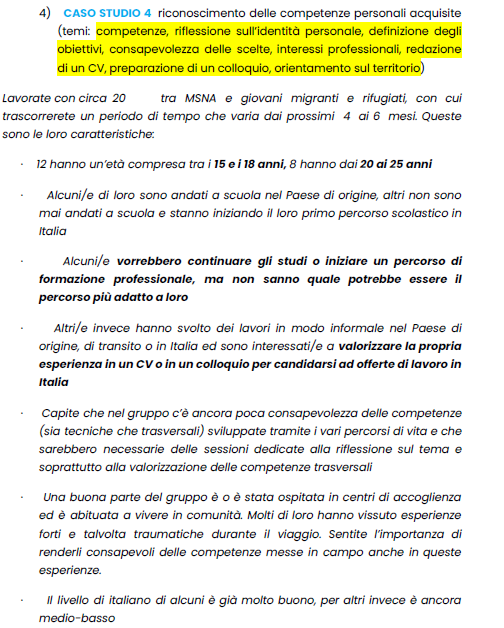 4) CASO STUDIO 4 riconoscimento delle competenze personali acquisite
(temi: competenze, riflessione sull'identità personale, definizione degli
obiettivi, consapevolezza delle scelte, interessi professionali, redazione
di un CV, preparazione di un colloquio, orientamento sul territorio)
Lavorate con circa 20 tra MSNA e giovani migranti e rifugiati, con cui
trascorrerete un periodo di tempo che varia dai prossimi 4 ai 6 mesi. Queste
sono le loro caratteristiche:
· 12 hanno un'età compresa tra i 15 e i 18 anni, 8 hanno dai 20 ai 25 anni
· Alcuni/e di loro sono andati a scuola nel Paese di origine, altri non sono
mai andati a scuola e stanno iniziando il loro primo percorso scolastico in
Italia
· Alcuni/e vorrebbero continuare gli studi o iniziare un percorso di
formazione professionale, ma non sanno quale potrebbe essere il
percorso più adatto a loro
· Altri/e invece hanno svolto dei lavori in modo informale nel Paese di
origine, di transito o in Italia ed sono interessati/e a valorizzare la propria
esperienza in un CV o in un colloquio per candidarsi ad offerte di lavoro in
Italia
· Capite che nel gruppo c'è ancora poca consapevolezza delle competenze
(sia tecniche che trasversali) sviluppate tramite i vari percorsi di vita e che
sarebbero necessarie delle sessioni dedicate alla riflessione sul tema e
soprattutto alla valorizzazione delle competenze trasversali
· Una buona parte del gruppo è o è stata ospitata in centri di accoglienza
ed è abituata a vivere in comunità. Molti di loro hanno vissuto esperienze
forti e talvolta traumatiche durante il viaggio. Sentite l'importanza di
renderli consapevoli delle competenze messe in campo anche in queste
esperienze.
· Il livello di italiano di alcuni è già molto buono, per altri invece è ancora
medio-basso